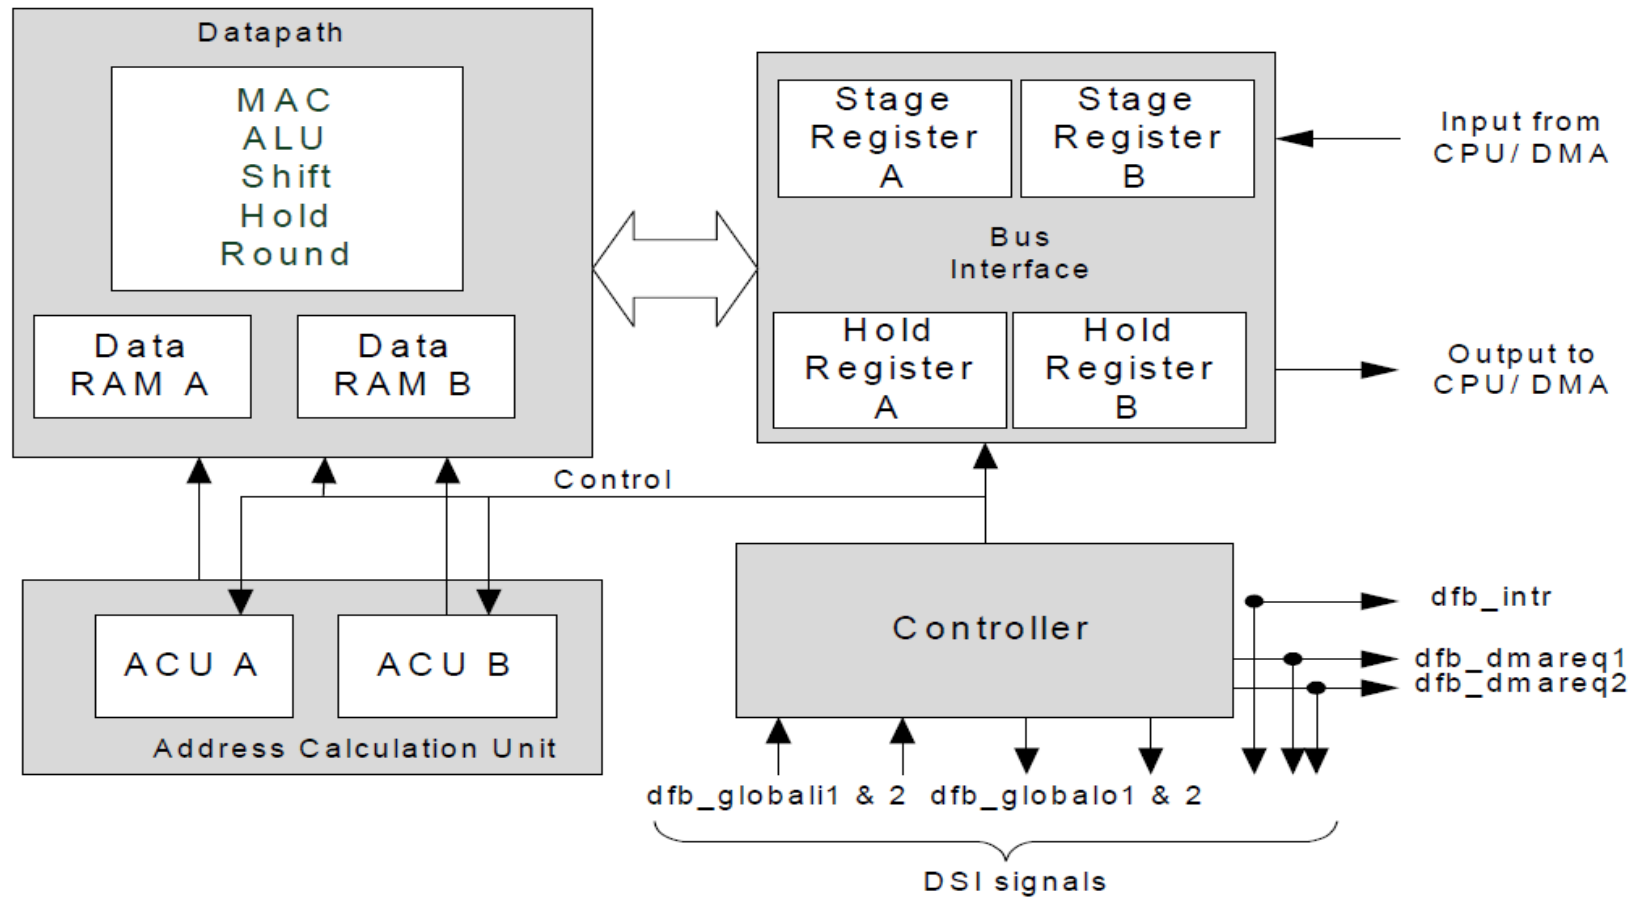 Datapath
MAC
ALU
Shift
Hold
Round
Data
RAM A
Data
RAM B
Stage
Register
A
Stage
Register
B
Bus
Interface
Hold
Register
A
Hold
Register
B
Input from
CPU/ DMA
Output to
CPU/ DMA
Control
ACU A
ACU B
Address Calculation Unit
Controller
dfb_intr
dfb_dmareq1
dfb_dmareq2
dfb_globali1 & 2
dfb_globalo1 & 2
DSI signals